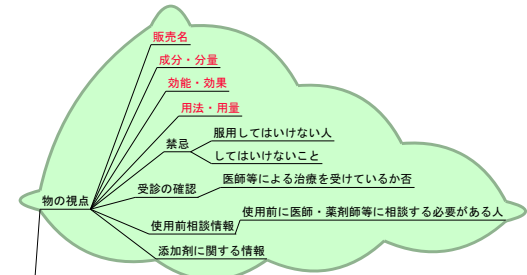 販売名
成分・分量
効能・効果
用法・用量
禁忌
服用してはいけない人
してはいけないこと
受診の確認
医師等による治療を受けているか否
物の視点
使用前相談情報
使用前に医師・薬剤師等に相談する必要がある人
添加剤に関する情報